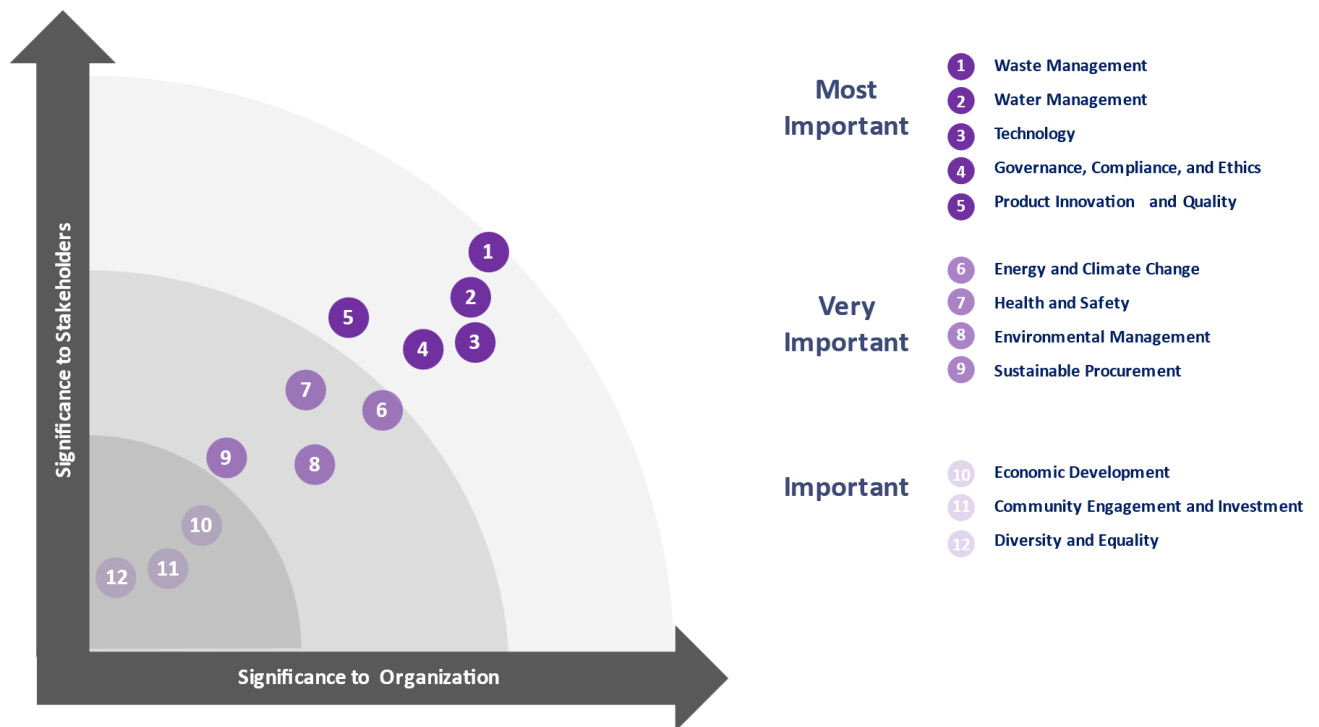 Significance to Stakeholders
Significance to  Organization
1
2
3
4
5
6
7
8
9
10
11
12
Most
Important
1 Waste Management
2 Water Management
3 Technology
4 Governance, Compliance, and Ethics
5 Product Innovation   and Quality
Very
Important
6 Energy and Climate Change
7 Health and Safety
8 Environmental Management
9 Sustainable Procurement
Important
10 Economic Development
11 Community Engagement and Investment
12 Diversity and Equality